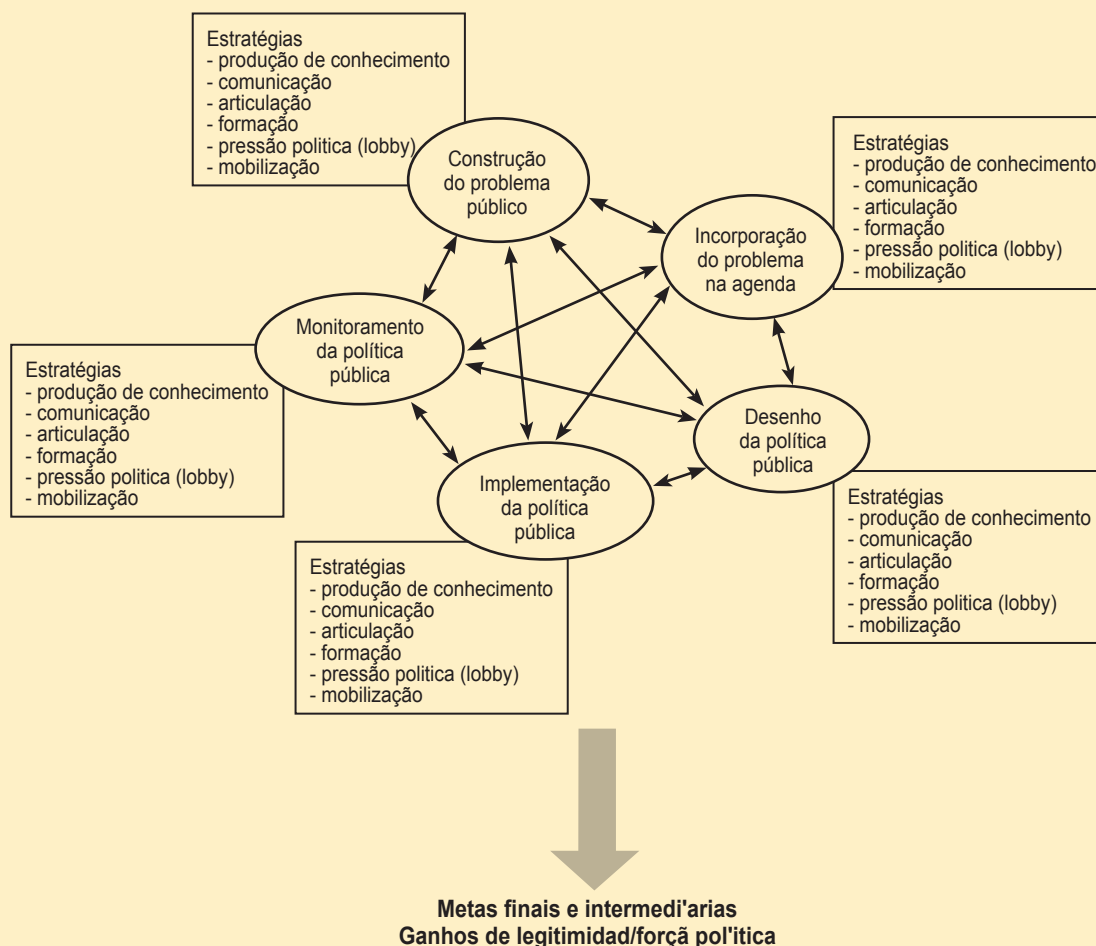 Estratégias
- produção de conhecimento
- comunicação
- articulação
- formação
- pressão politica (lobby)
- mobilização
Construção
do problema
público
Estratégias
- produção de conhecimento
- comunicação
- articulação
- formação
- pressão politica (lobby)
- mobilização
Incorporação
do problema
na agenda
Monitoramento
da política
pública
Estratégias
- produção de conhecimento
- comunicação
- articulação
- formação
- pressão politica (lobby)
- mobilização
Desenho
da política
pública
Estratégias
- produção de conhecimento
- comunicação
- articulação
- formação
- pressão politica (lobby)
- mobilização
Implementação
da política
pública
Estratégias
- produção de conhecimento
- comunicação
- articulação
- formação
- pressão politica (lobby)
- mobilização
Metas finais e intermedi'arias
Ganhos de legitimidad/forçã pol'itica